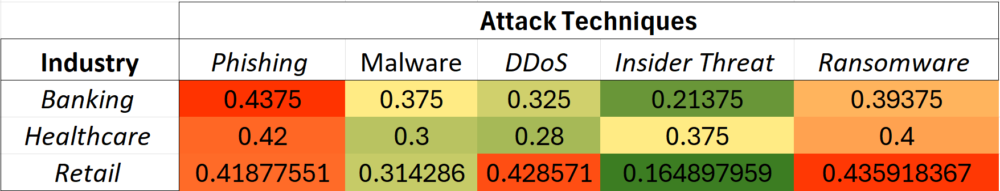 Attack Techniques
Industry Phishing Malware DDoS Insider Threat Ransomware
Banking 0.4375 0.375 0.325 0.21375 0.39375
Healthcare 0.42 0.3 0.28 0.375 0.4
Retail 0.41877551 0.314286 0.428571 0.164897959 0.435918367